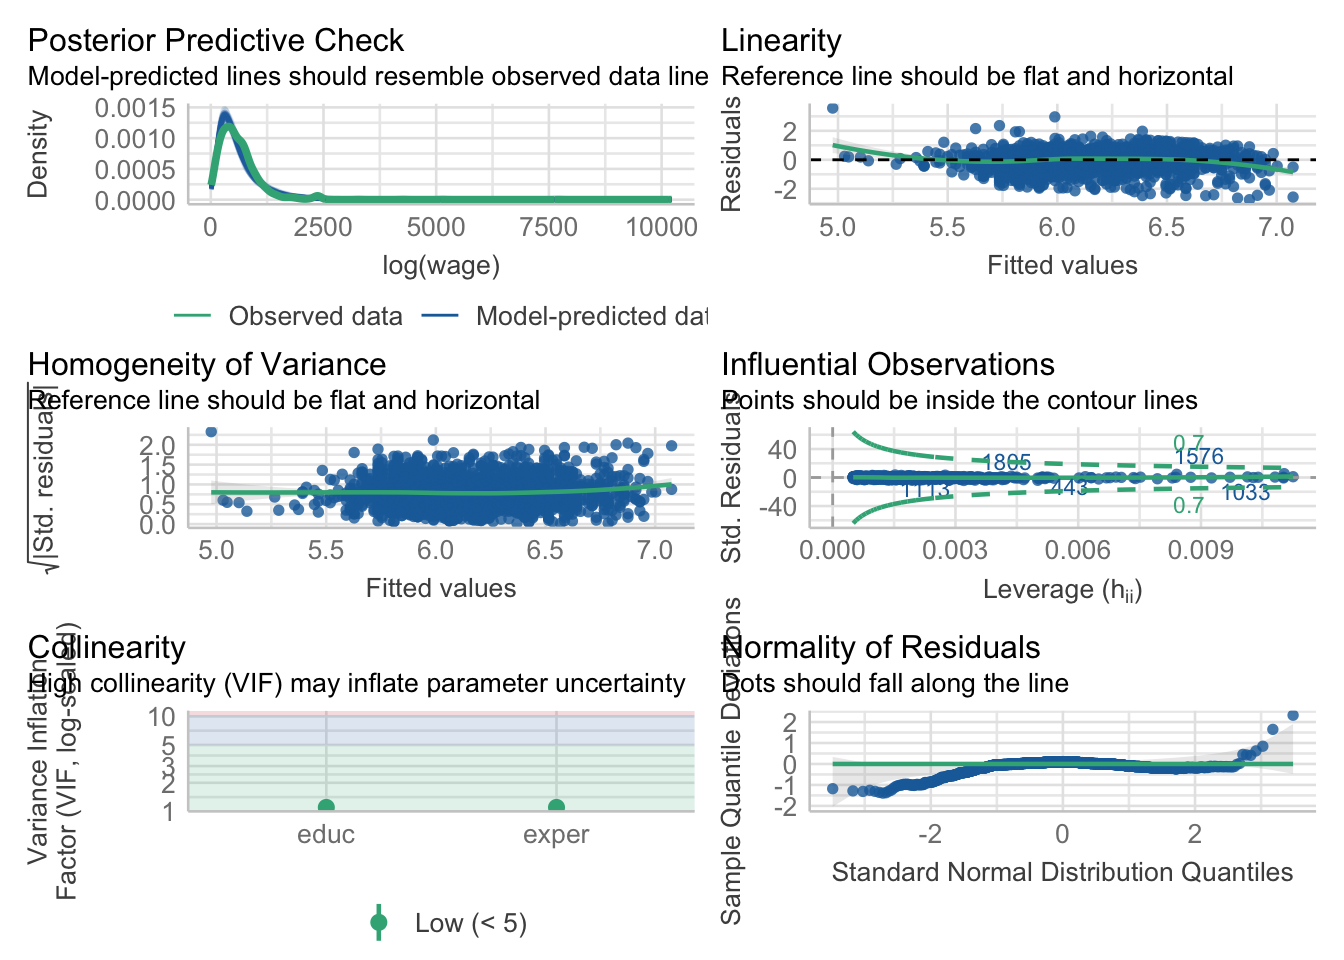 Posterior Predictive Check
Model-predicted lines should resemble observed data line
Density
0.0015
0.0010
0.0005
0.0000
0 2500 5000 7500 10000
log(wage)
Observed data Model-predicted dat
Linearity
Reference line should be flat and horizontal
Residuals
2
0
-2
5.0 5.5 6.0 6.5 7.0
Fitted values
Homogeneity of Variance
Reference line should be flat and horizontal
√|Std. residuals|
2.0
1.5
1.0
0.5
0.0
5.0 5.5 6.0 6.5 7.0
Fitted values
Influential Observations
Points should be inside the contour lines
Std. Residuals
40
0
-40
0.7
1805 1576
1113 443 1033
0.7
0.000 0.003 0.006 0.009
Leverage (hii)
Collinearity
High collinearity (VIF) may inflate parameter uncertainty
Variance Inflation
Factor (VIF, log-scaled)
10
5
3
2
1
educ exper
Low (< 5)
Normality of Residuals
Dots should fall along the line
Sample Quantile Deviations
2
1
0
-1
-2
-2 0 2
Standard Normal Distribution Quantiles